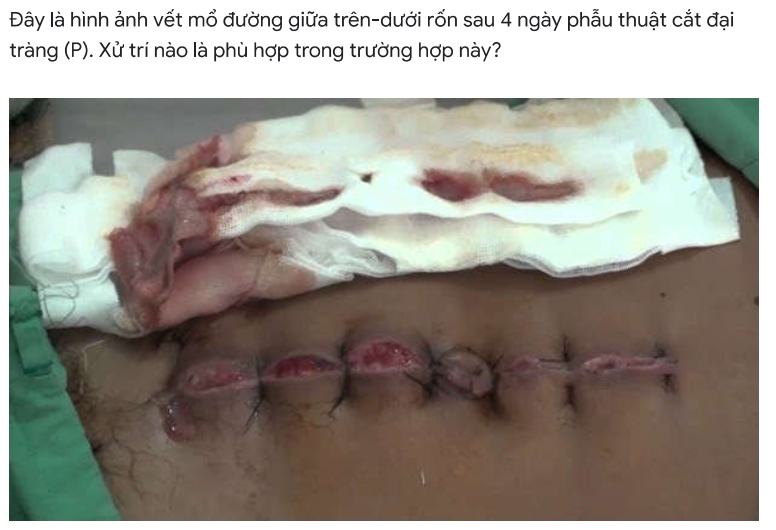 Đây là hình ảnh vết mổ đường giữa trên-dưới rốn sau 4 ngày phẫu thuật cắt đại
tràng (P). Xử trí nào là phù hợp trong trường hợp này?